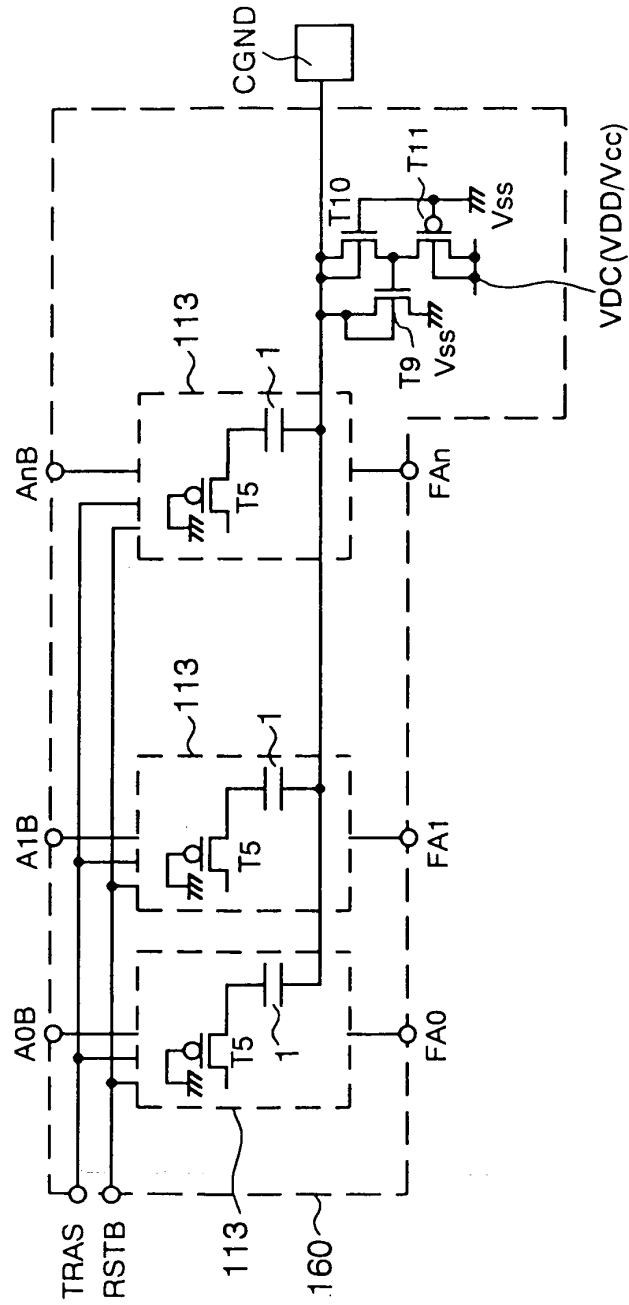 TRAS
RSTB
A0B
A1B
AnB
113
113
113
T5
T5
T5
1
1
1
CGND
T10
T11
T9
Vss
Vss
VDC(VDD/Vcc)
FA0
FA1
FAn
160